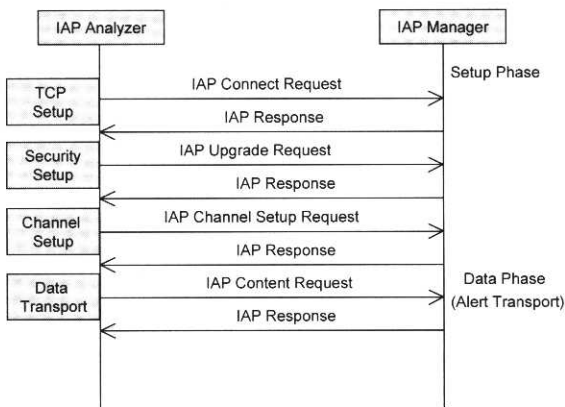 IAP Analyzer
IAP Manager
Setup Phase
TCP
Setup
IAP Connect Request
IAP Response
Security
Setup
IAP Upgrade Request
IAP Response
Channel
Setup
IAP Channel Setup Request
IAP Response
Data
Transport
IAP Content Request
Data Phase
(Alert Transport)
IAP Response